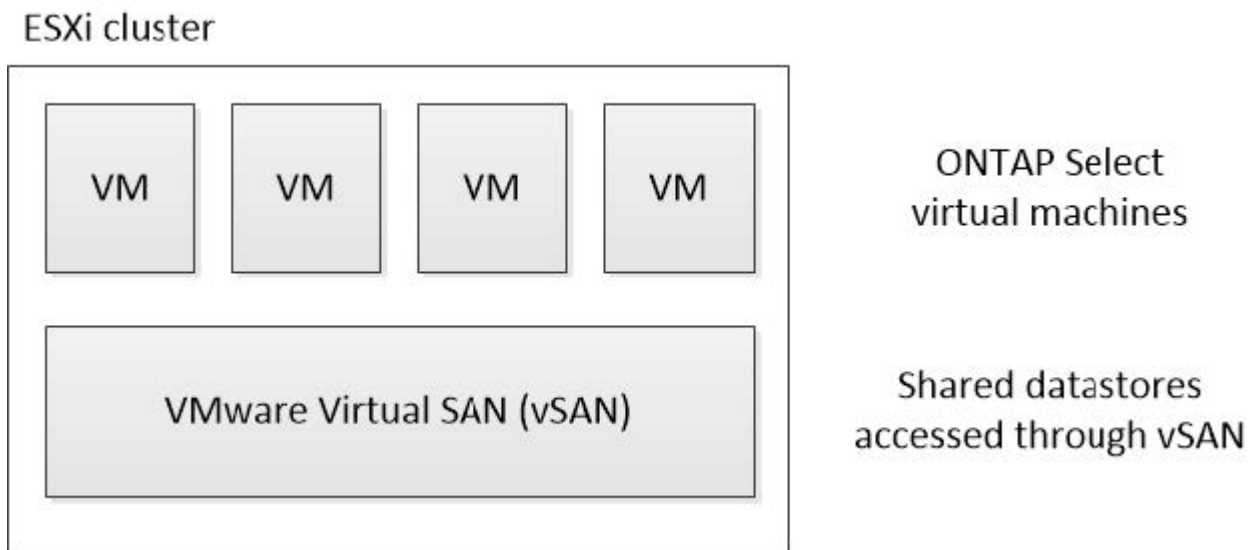 ESXi cluster
VM
VM
VM
VM
ONTAP Select
virtual machines
VMware Virtual SAN (vSAN)
Shared datastores
accessed through vSAN